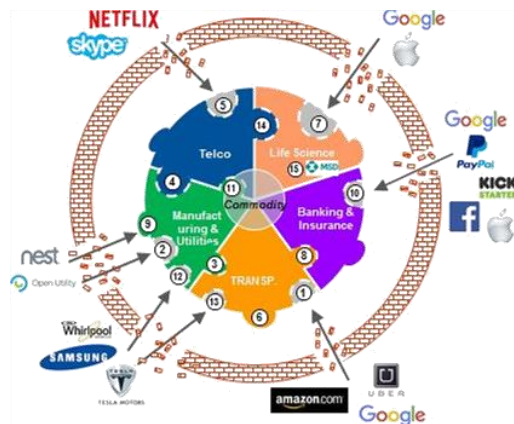 NETFLIX
skype
Google
5
14
7
Telco
Life Science
15 MSD
4
11
Commodity
Google
PayPal
KICK
STARTER
f
10
Banking &
Insurance
9
Manufact
uring &
Utilities
2
12
3
8
TRANSP.
13
1
6
nest
Open Utility
Whirlpool
SAMSUNG
TESLA MOTORS
amazon.com
UBER
Google